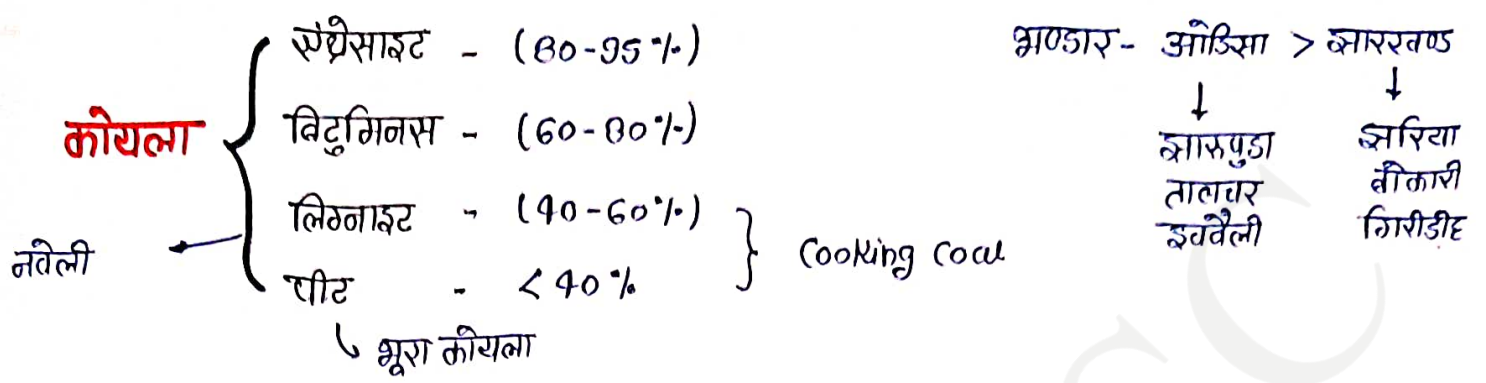 एंथ्रेसाइट - (80-95%)
भण्डार- ओडिसा > झारखण्ड
कोयला
बिटुमिनस - (60-80%)
झारपुडा
झरिया
लिग्नाइट - (40-60%)
तालचर
बोकारो
नवेली
Cooking coal
इबवैली
गिरीडीह
पीट - < 40%
भूरा कोयला